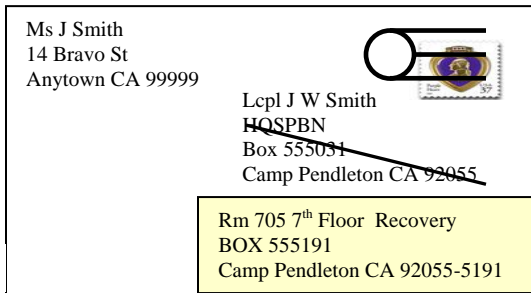 Ms J Smith
14 Bravo St
Anytown CA 99999
37
Lcpl J W Smith
HQSPBN
Box 555031
Camp Pendleton CA 92055
Rm 705 7th Floor Recovery
BOX 555191
Camp Pendleton CA 92055-5191